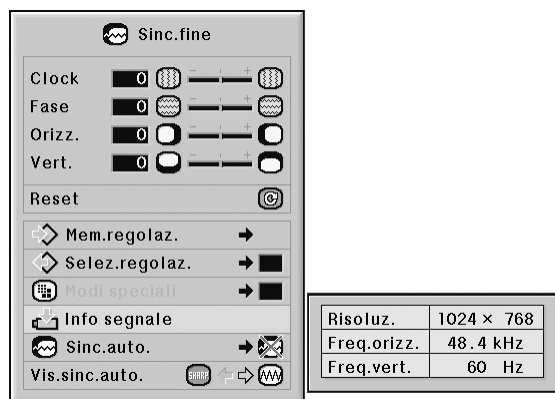 Sinc.fine
Clock 0 - +
Fase 0 - +
Orizz. 0 - +
Vert. 0 - +
Reset
Mem.regolaz.
Selez.regolaz.
Modi speciali
Info segnale
Sinc.auto.
Vis.sinc.auto. SHARP
Risoluz. 1024 × 768
Freq.orizz. 48.4 kHz
Freq.vert. 60 Hz